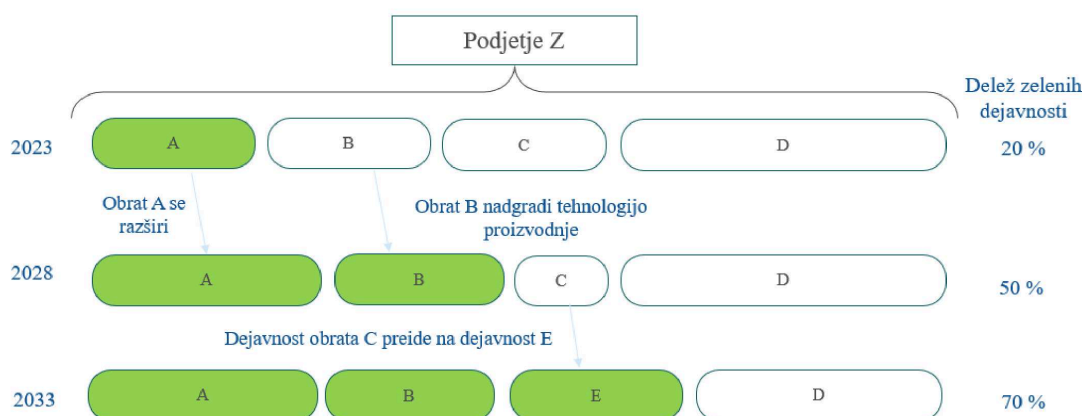 Podjetje Z
Delež zelenih
dejavnosti
2023
A
B
C
D
20 %
Obrat A se
razširi
Obrat B nadgradi tehnologijo
proizvodnje
2028
A
B
C
D
50 %
Dejavnost obrata C preide na dejavnost E
2033
A
B
E
D
70 %